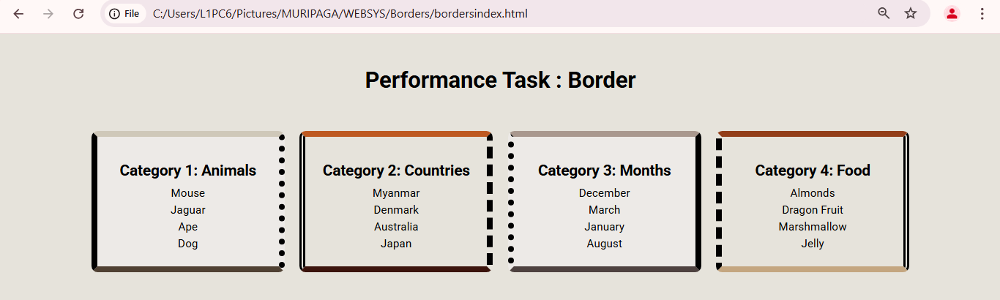 File C:/Users/L1PC6/Pictures/MURIPAGA/WEBSYS/Borders/bordersindex.html
Performance Task : Border
Category 1: Animals
Mouse
Jaguar
Ape
Dog
Category 2: Countries
Myanmar
Denmark
Australia
Japan
Category 3: Months
December
March
January
August
Category 4: Food
Almonds
Dragon Fruit
Marshmallow
Jelly